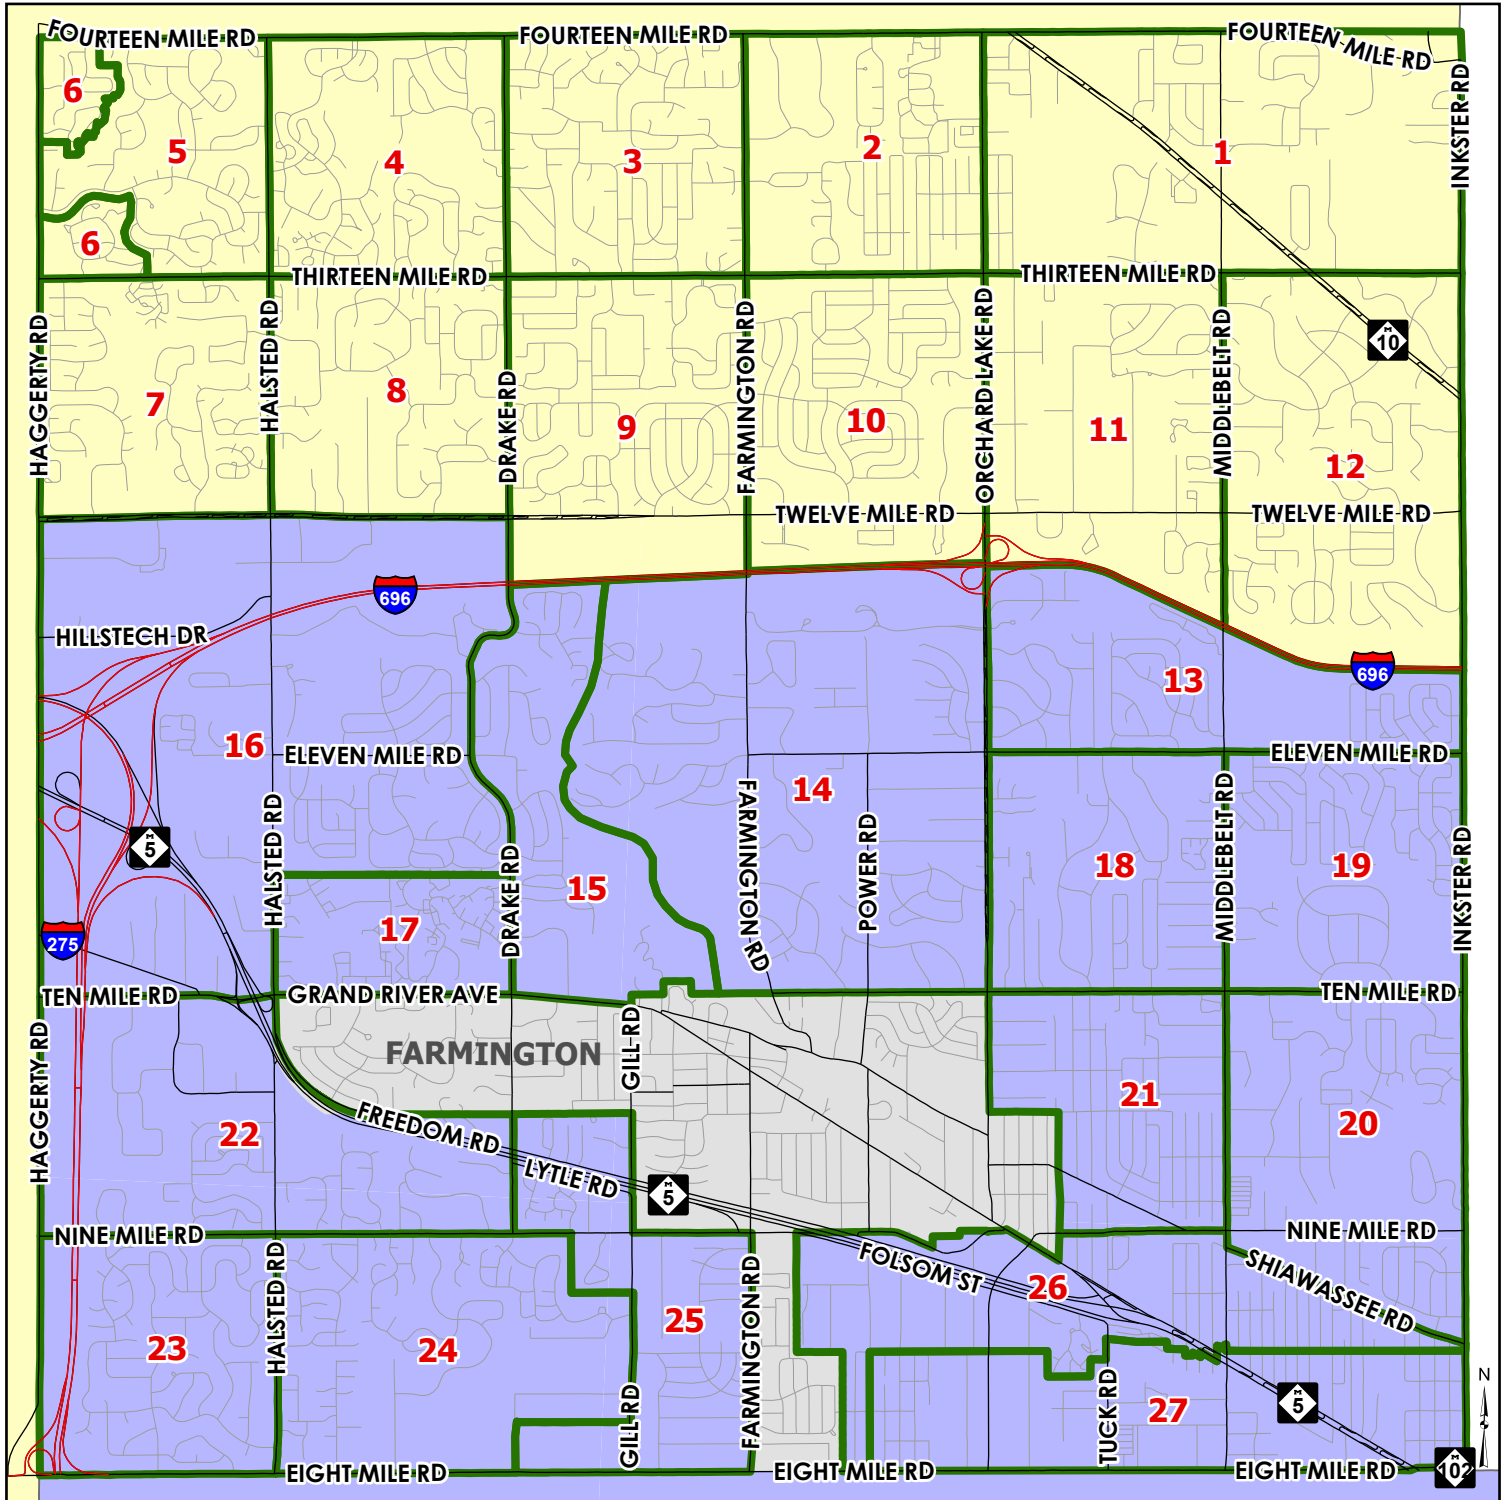 FOURTEEN MILE RD
FOURTEEN MILE RD
FOURTEEN MILE RD
6
5
4
3
2
1
INKSTER RD
6
THIRTEEN MILE RD
THIRTEEN MILE RD
HAGGERTY RD
HALSTED RD
DRAKE RD
FARMINGTON RD
ORCHARD LAKE RD
MIDDLEBELT RD
M
10
7
8
9
10
11
12
TWELVE MILE RD
TWELVE MILE RD
696
HILLSTECH DR
696
13
16
ELEVEN MILE RD
ELEVEN MILE RD
14
FARMINGTON RD
POWER RD
MIDDLEBELT RD
INKSTER RD
HALSTED RD
DRAKE RD
M
5
15
18
19
17
275
TEN MILE RD
GRAND RIVER AVE
TEN MILE RD
HAGGERTY RD
GILL RD
FARMINGTON
21
20
22
FREEDOM RD
LYTLE RD
M
5
NINE MILE RD
NINE MILE RD
HALSTED RD
FARMINGTON RD
FOLSOM ST
26
SHIAWASSEE RD
23
24
25
GILL RD
TUCK RD
27
M
5
N
EIGHT MILE RD
EIGHT MILE RD
EIGHT MILE RD
M
102